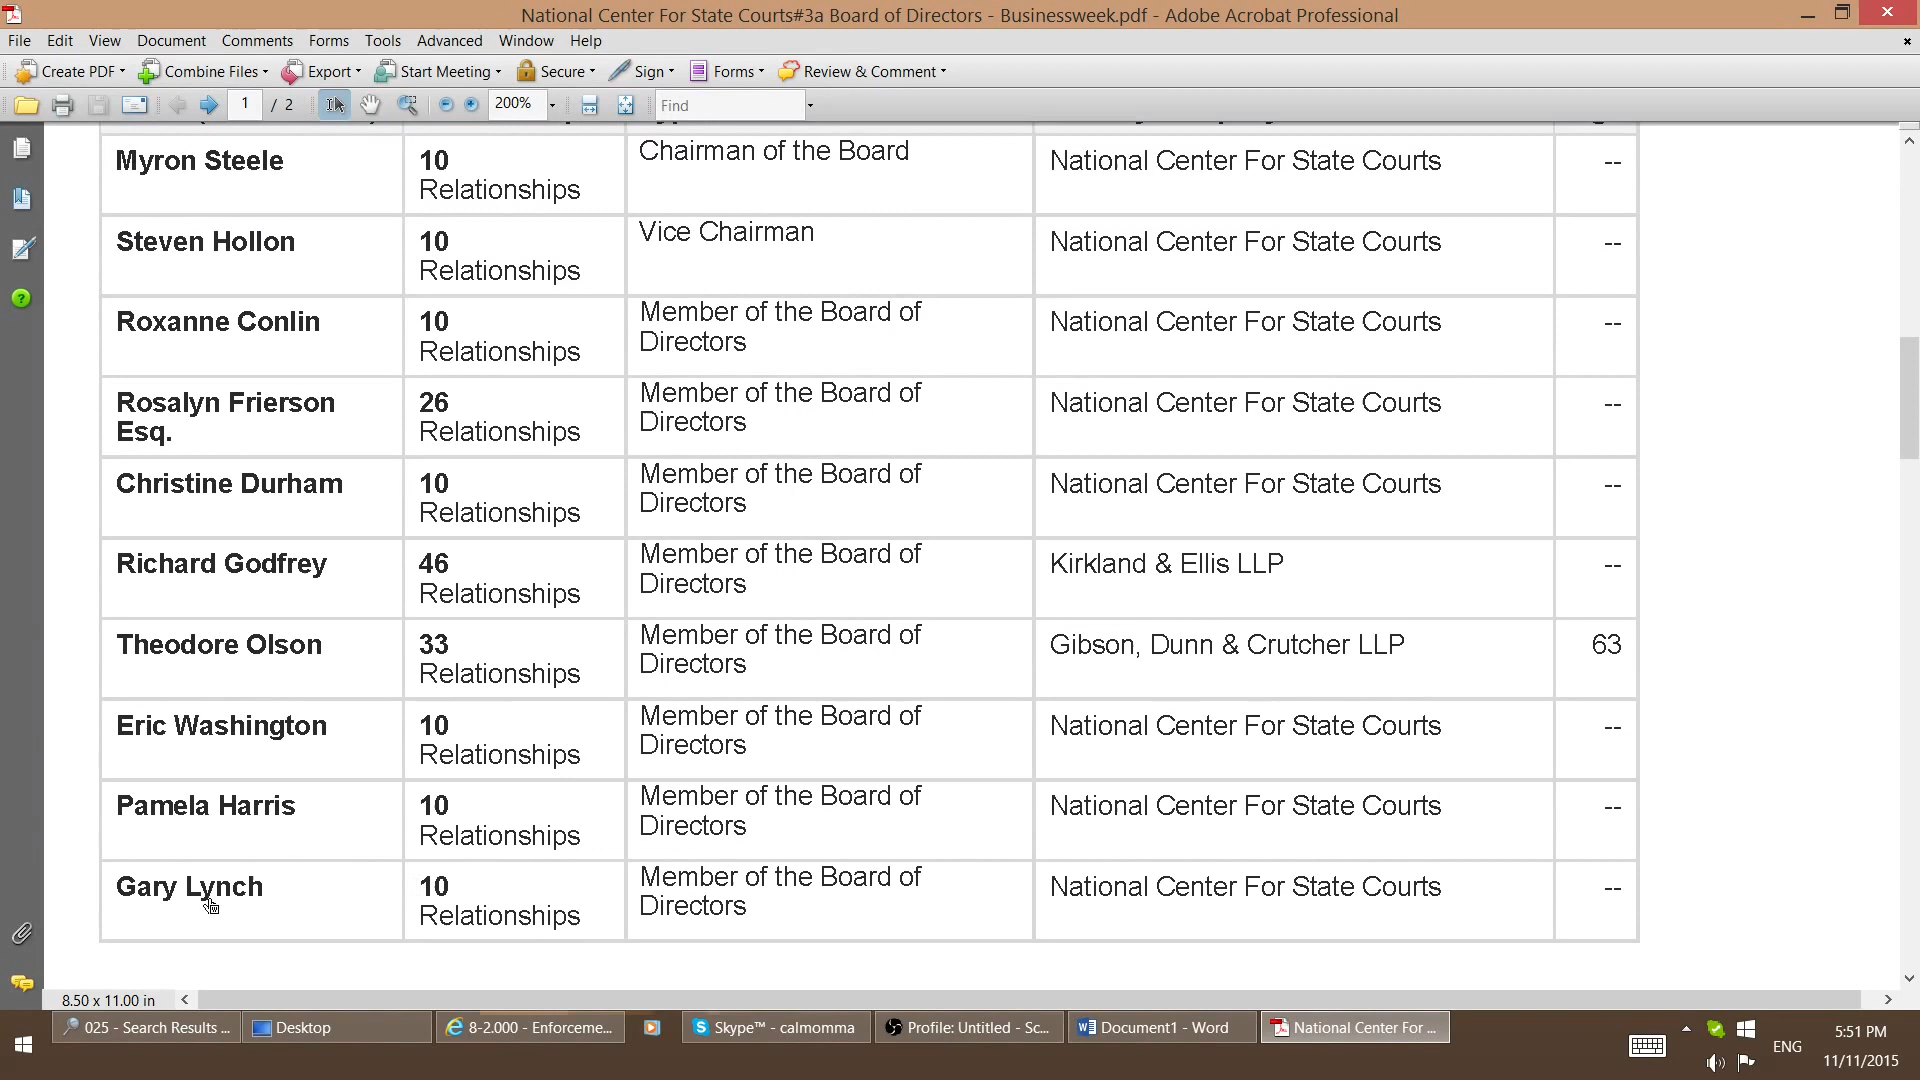 National Center For State Courts#3a Board of Directors - Businessweek.pdf - Adobe Acrobat Professional
File Edit View Document Comments Forms Tools Advanced Window Help
Create PDF Combine Files Export Start Meeting Secure Sign Forms Review & Comment
1 / 2 200% Find
Myron Steele 10 Relationships Chairman of the Board National Center For State Courts --
Steven Hollon 10 Relationships Vice Chairman National Center For State Courts --
Roxanne Conlin 10 Relationships Member of the Board of Directors National Center For State Courts --
Rosalyn Frierson Esq. 26 Relationships Member of the Board of Directors National Center For State Courts --
Christine Durham 10 Relationships Member of the Board of Directors National Center For State Courts --
Richard Godfrey 46 Relationships Member of the Board of Directors Kirkland & Ellis LLP --
Theodore Olson 33 Relationships Member of the Board of Directors Gibson, Dunn & Crutcher LLP 63
Eric Washington 10 Relationships Member of the Board of Directors National Center For State Courts --
Pamela Harris 10 Relationships Member of the Board of Directors National Center For State Courts --
Gary Lynch 10 Relationships Member of the Board of Directors National Center For State Courts --
8.50 x 11.00 in
025 - Search Results ... Desktop 8-2.000 - Enforceme... Skype™ - calmomma Profile: Untitled - Sc... Document1 - Word National Center For ...
ENG
5:51 PM
11/11/2015